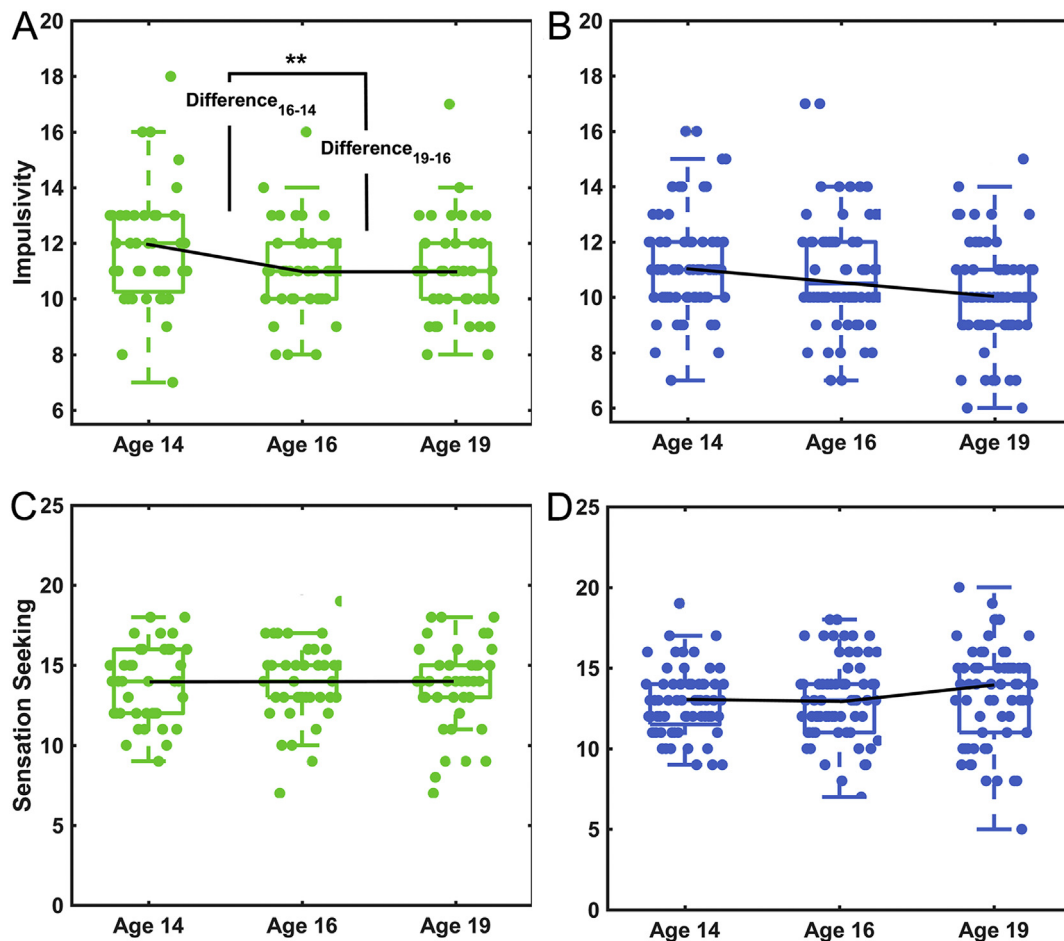 A
B
20
18
16
14
12
10
8
6
Impulsivity
**
Difference16-14
Difference19-16
Age 14
Age 16
Age 19
20
18
16
14
12
10
8
6
Age 14
Age 16
Age 19
C
D
25
20
15
10
5
0
Sensation Seeking
Age 14
Age 16
Age 19
25
20
15
10
5
0
Age 14
Age 16
Age 19